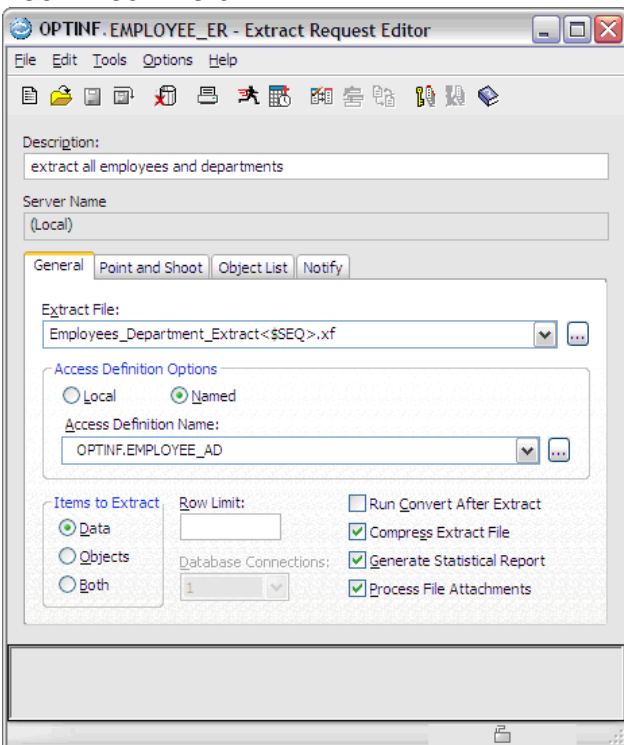 OPTINF.EMPLOYEE_ER - Extract Request Editor
File Edit Tools Options Help
Description:
extract all employees and departments
Server Name
(Local)
General Point and Shoot Object List Notify
Extract File:
Employees_Department_Extract<$SEQ>.xf
...
Access Definition Options
Local Named
Access Definition Name:
OPTINF.EMPLOYEE_AD
...
Items to Extract Row Limit: Run Convert After Extract
Data Compress Extract File
Objects Database Connections: Generate Statistical Report
Both 1 Process File Attachments